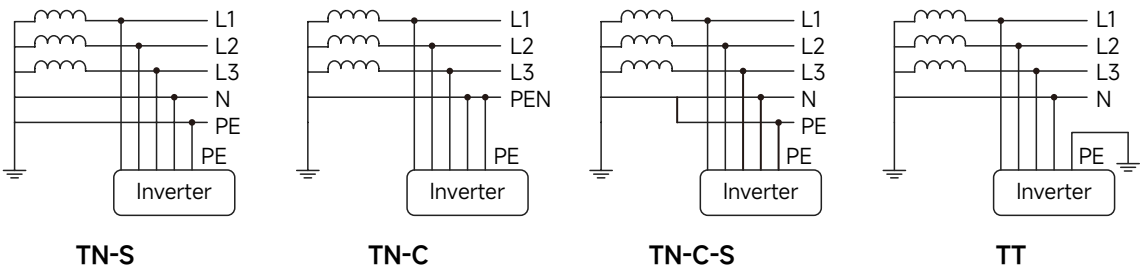 L1
L2
L3
N
PE
PE
Inverter
TN-S
L1
L2
L3
PEN
PE
Inverter
TN-C
L1
L2
L3
N
PE
PE
Inverter
TN-C-S
L1
L2
L3
N
PE
Inverter
TT